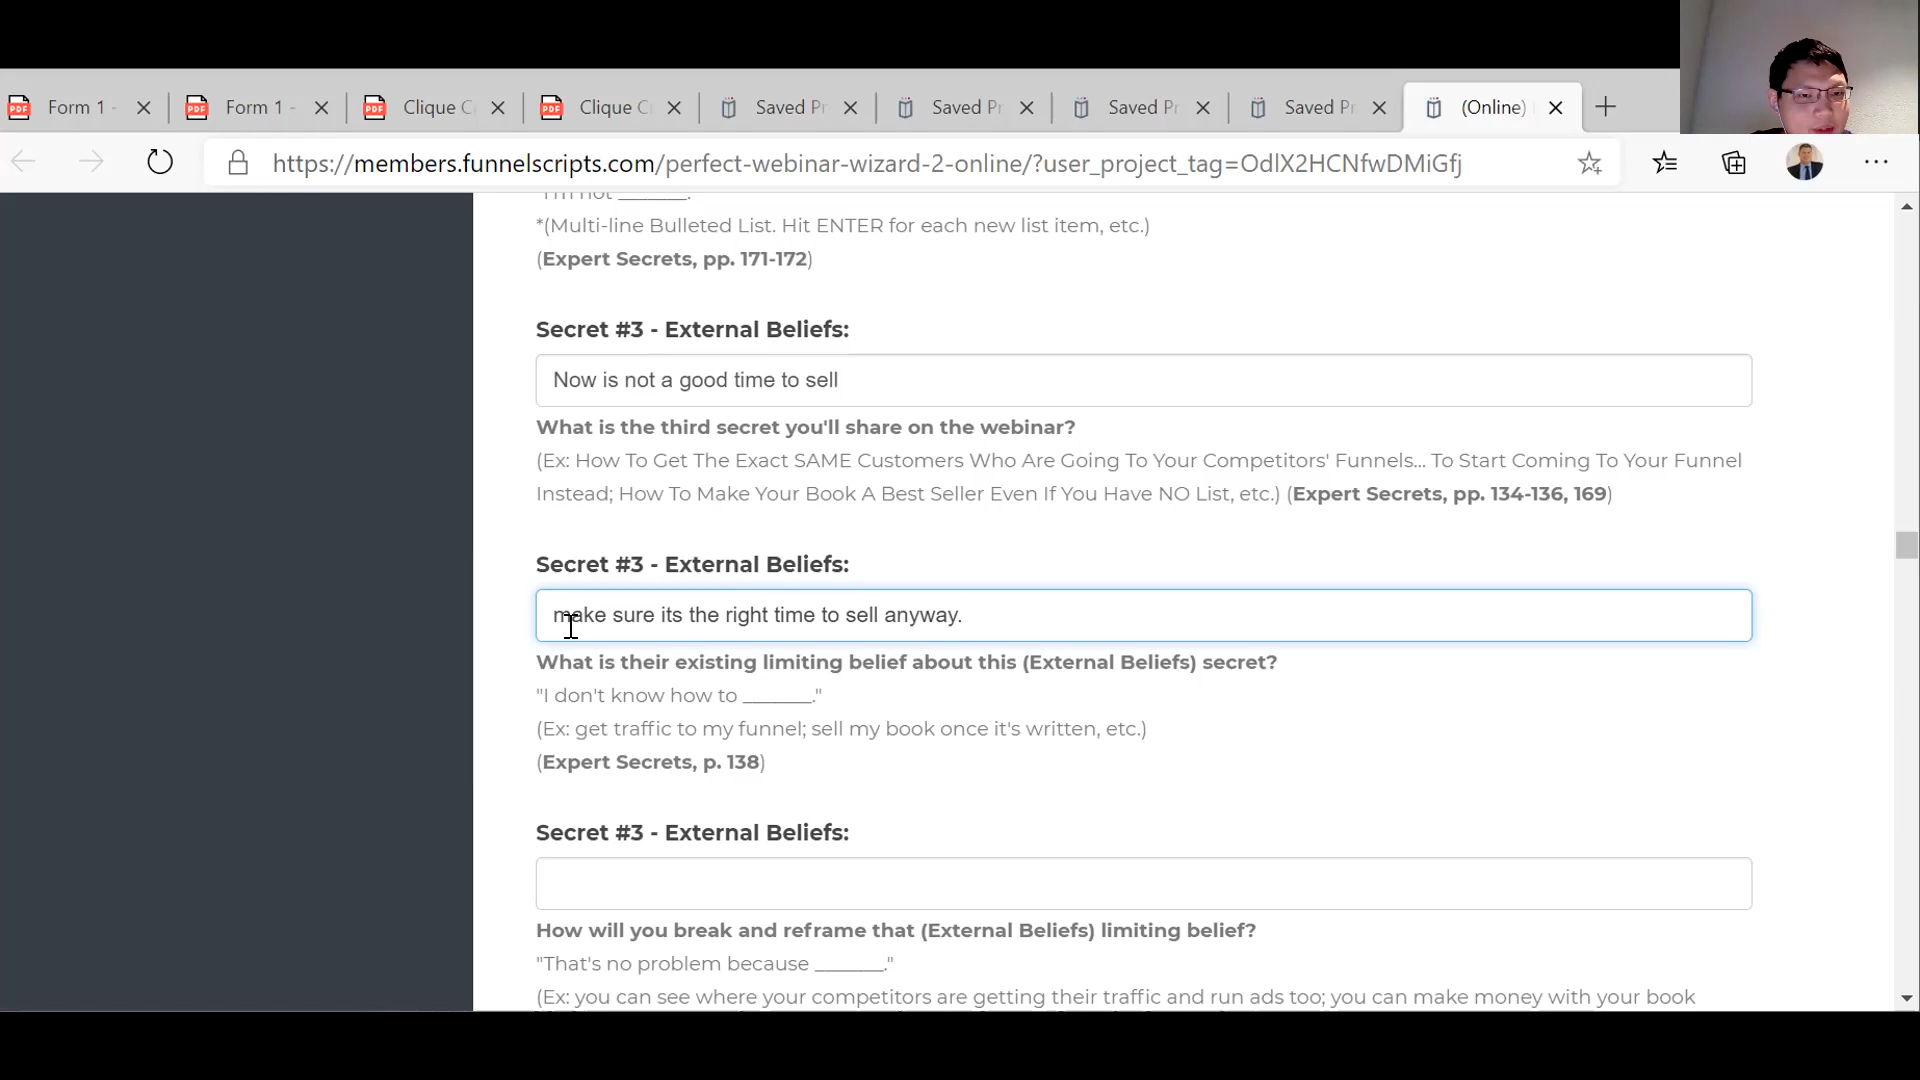 Form 1 -
Form 1 -
Clique C
Clique C
Saved Pr
Saved Pr
Saved Pr
Saved Pr
(Online)
https://members.funnelscripts.com/perfect-webinar-wizard-2-online/?user_project_tag=OdlX2HCNfwDMiGfj
"I'm not _______."
*(Multi-line Bulleted List. Hit ENTER for each new list item, etc.)
(Expert Secrets, pp. 171-172)
Secret #3 - External Beliefs:
Now is not a good time to sell
What is the third secret you'll share on the webinar?
(Ex: How To Get The Exact SAME Customers Who Are Going To Your Competitors' Funnels... To Start Coming To Your Funnel
Instead; How To Make Your Book A Best Seller Even If You Have NO List, etc.) (Expert Secrets, pp. 134-136, 169)
Secret #3 - External Beliefs:
make sure its the right time to sell anyway.
What is their existing limiting belief about this (External Beliefs) secret?
"I don't know how to _______."
(Ex: get traffic to my funnel; sell my book once it's written, etc.)
(Expert Secrets, p. 138)
Secret #3 - External Beliefs:
How will you break and reframe that (External Beliefs) limiting belief?
"That's no problem because _______."
(Ex: you can see where your competitors are getting their traffic and run ads too; you can make money with your book